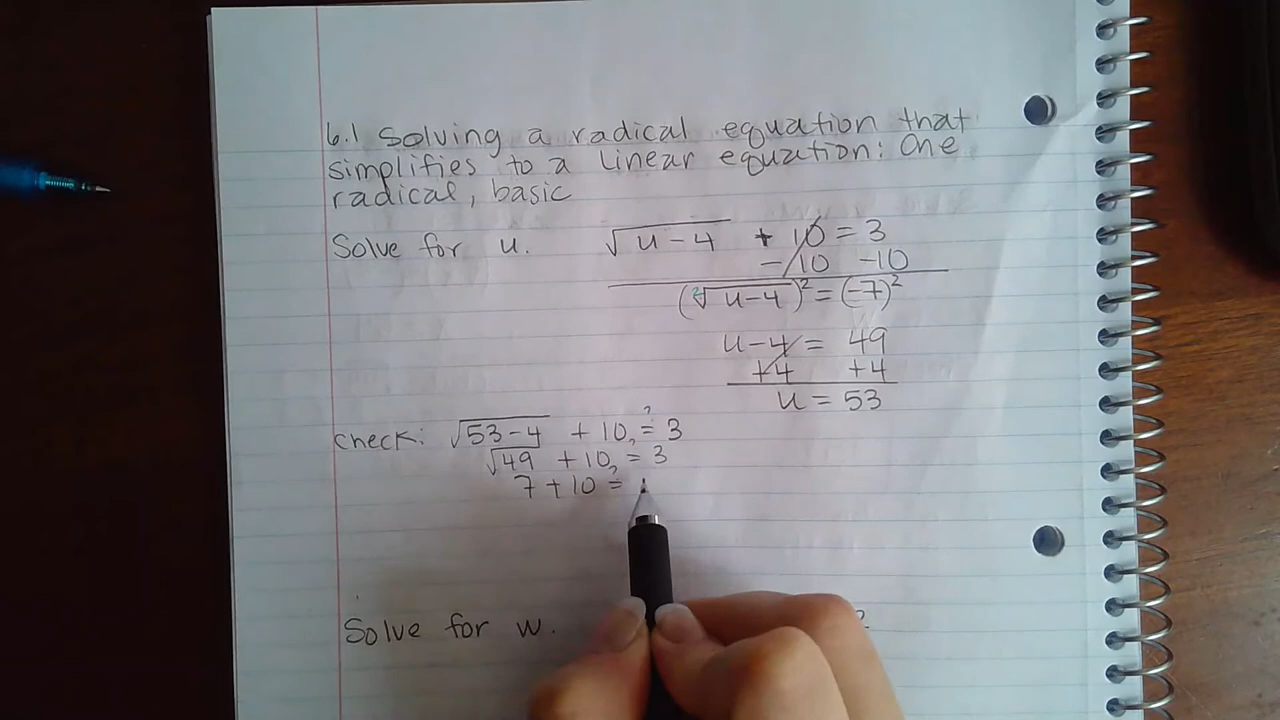 6.1 Solving a radical equation that
simplifies to a linear equation: One
radical, basic
Solve for u. √u-4 + 10 = 3
-10 -10
(²√u-4)² = (-7)²
u-4 = 49
+4 +4
u = 53
check: √53-4 + 10 ?= 3
√49 + 10 ?= 3
7 + 10 ?=
Solve for w.